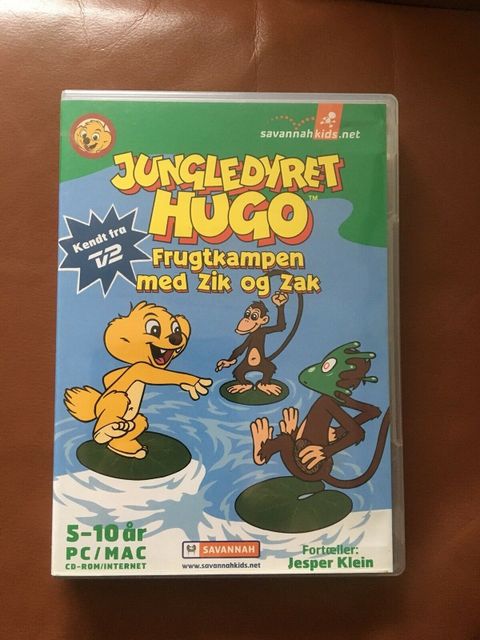 savannahkids.net
JUNGLEDYRET
HUGO™
Kendt fra
TV2
Frugtkampen
med Zik og Zak
5-10 år
PC/MAC
CD-ROM/INTERNET
SAVANNAH
www.savannahkids.net
Fortæller:
Jesper Klein